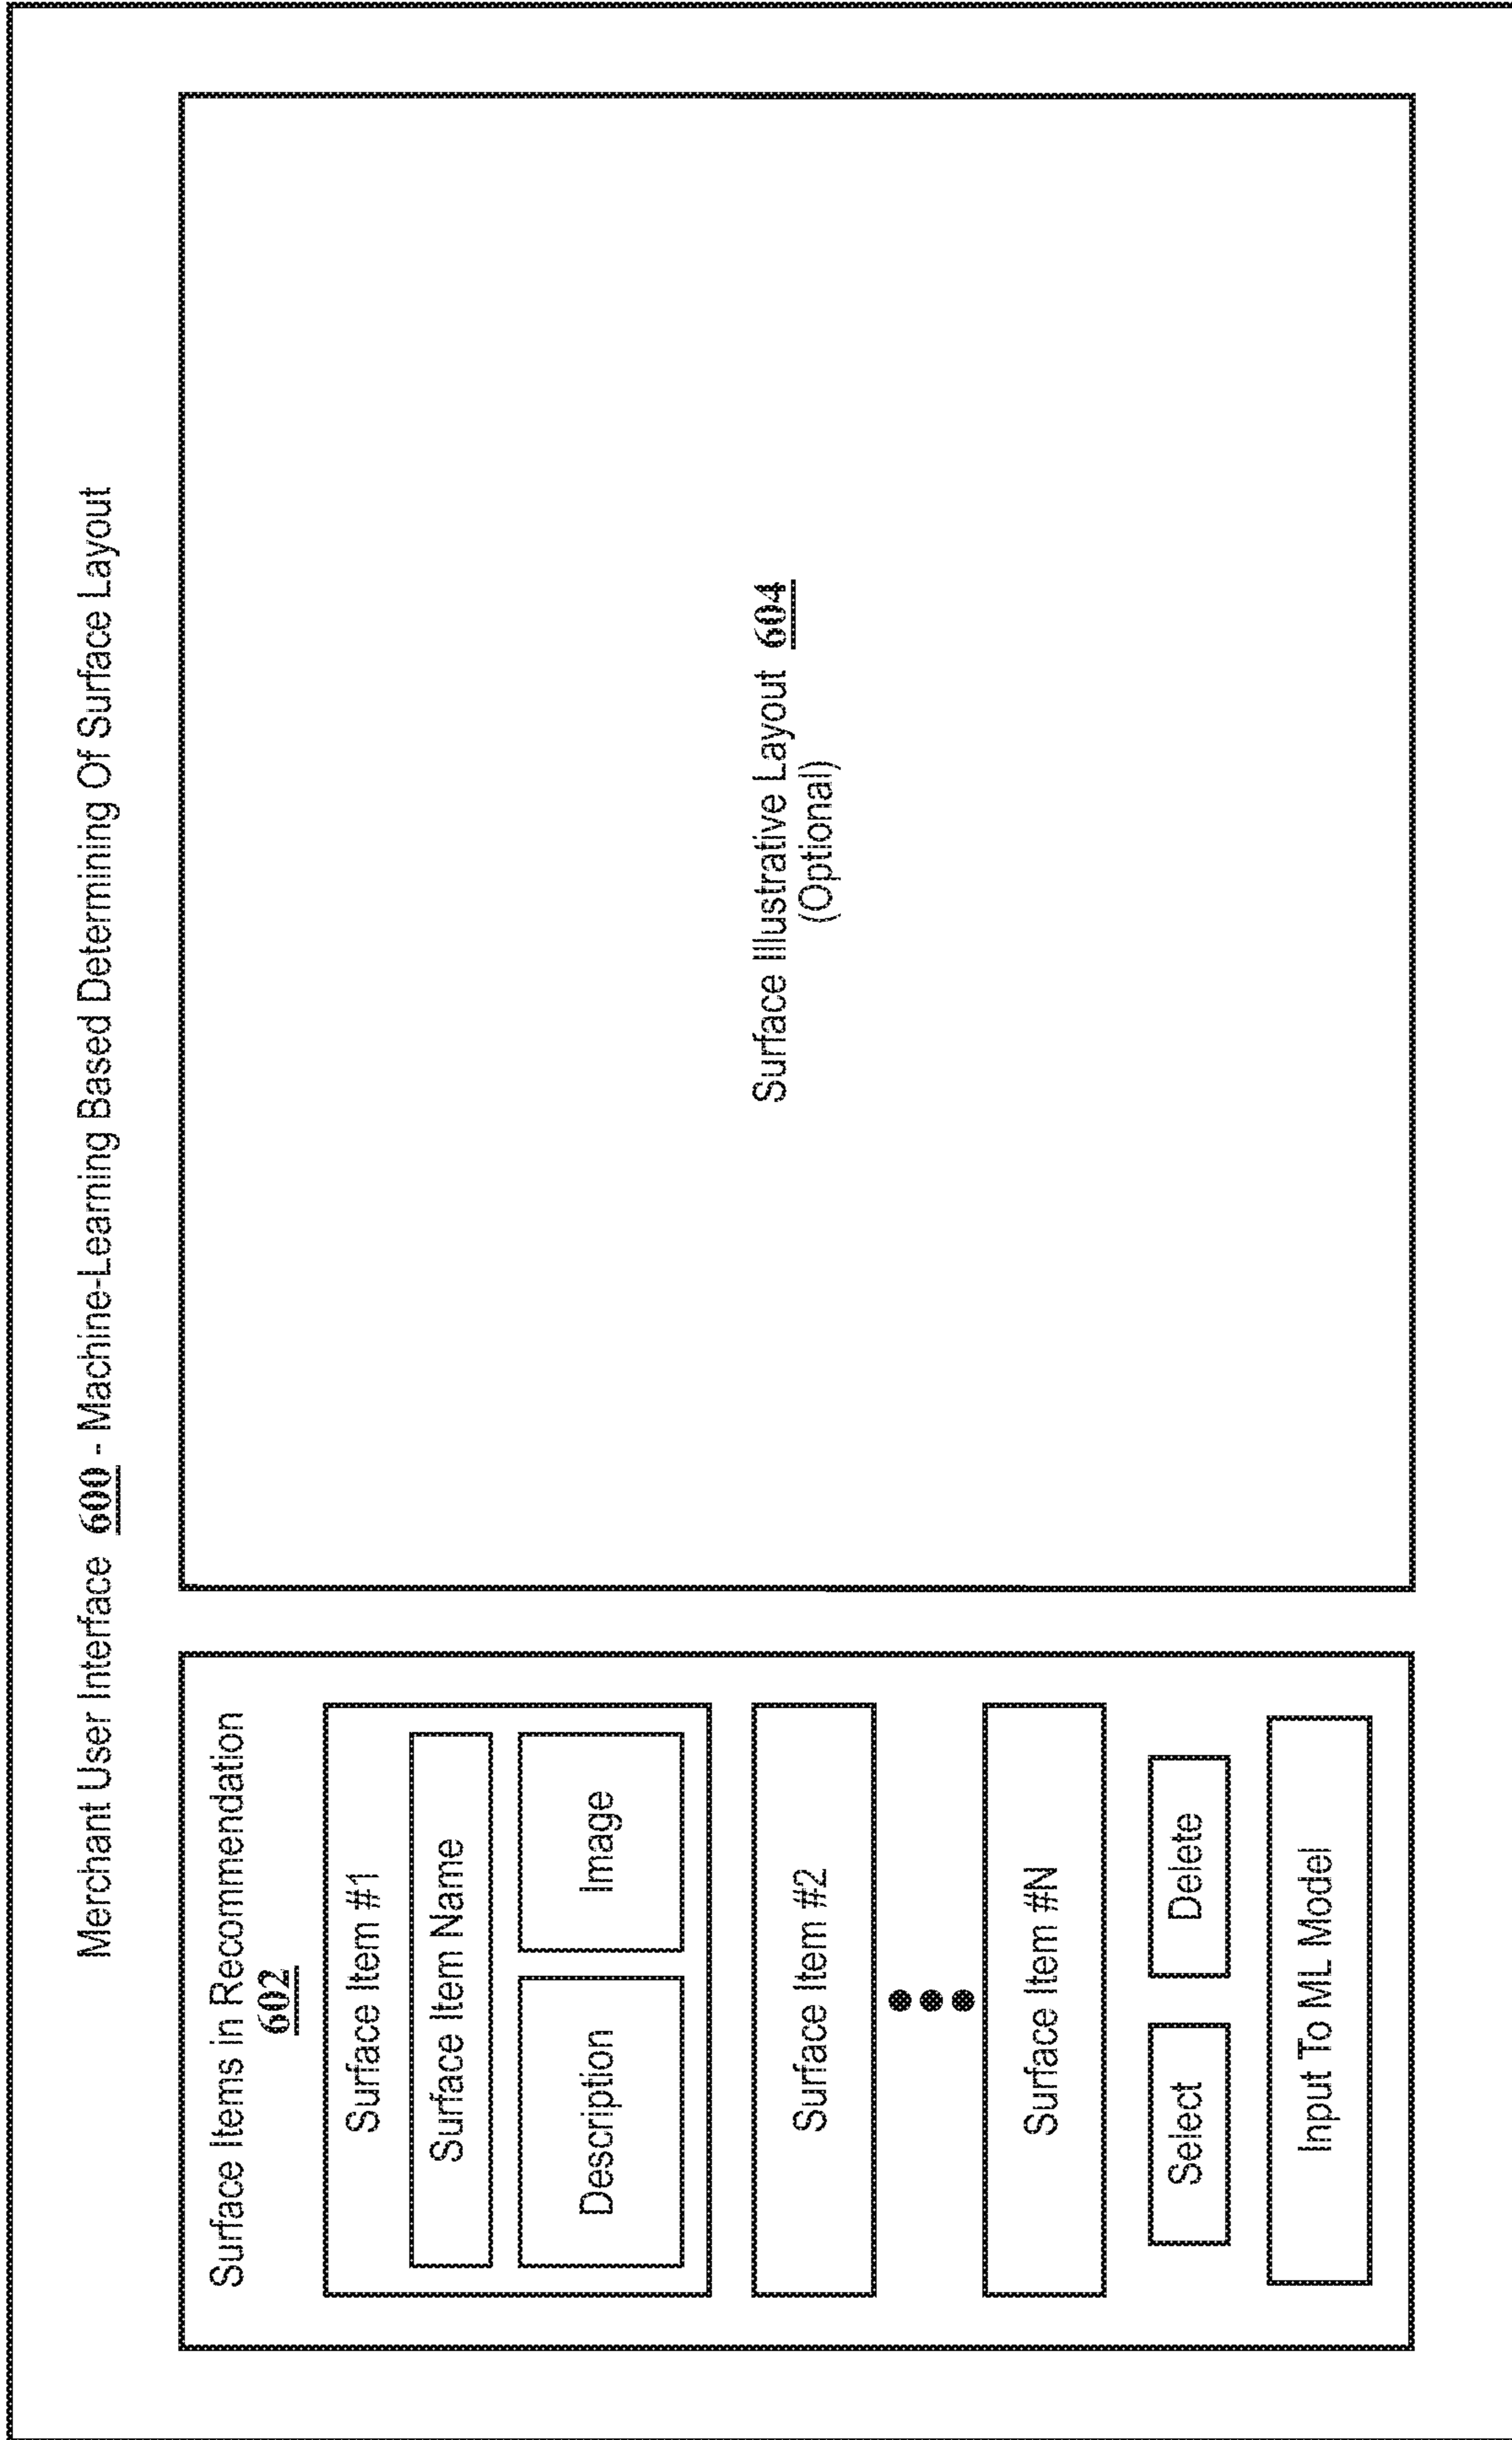 Merchant User Interface 600 - Machine-Learning Based Determining Of Surface Layout
Surface Items in Recommendation
602
Surface Item #1
Surface Item Name
Description
Image
Surface Item #2
Surface Item #N
Select
Delete
Input To ML Model
Surface Illustrative Layout 604
(Optional)